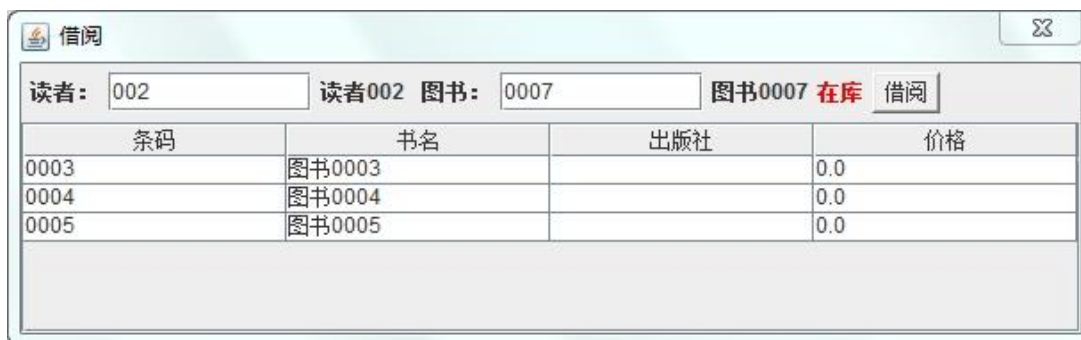 借阅
读者： 002 读者002 图书： 0007 图书0007 在库 借阅
条码 书名 出版社 价格
0003 图书0003 0.0
0004 图书0004 0.0
0005 图书0005 0.0